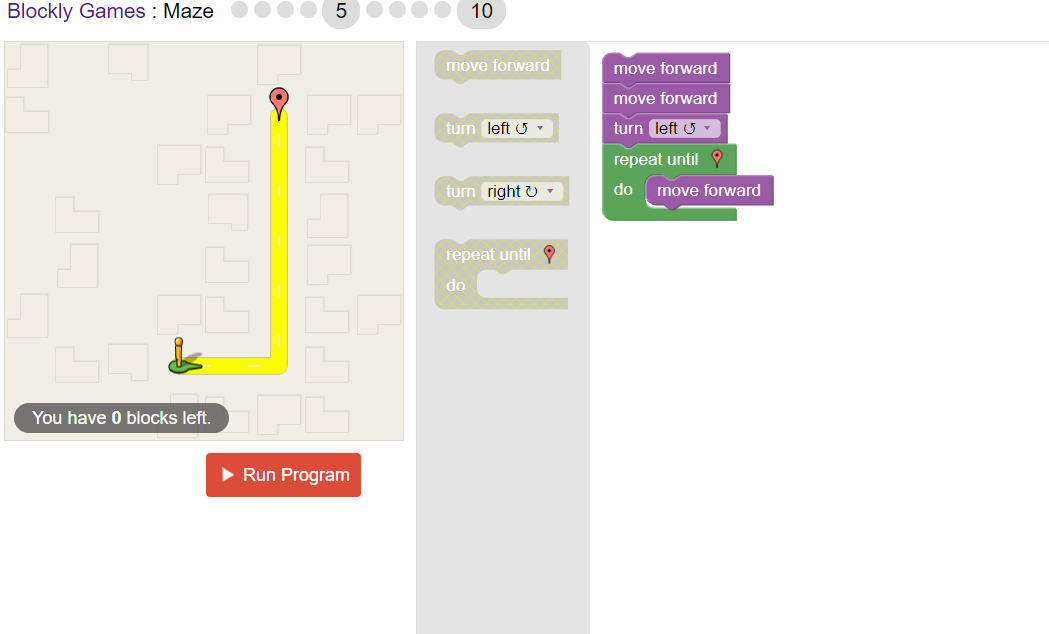 Blockly Games : Maze 5 10
move forward
turn left ↺
turn right ↻
repeat until
do
move forward
move forward
turn left ↺
repeat until
do move forward
You have 0 blocks left.
Run Program